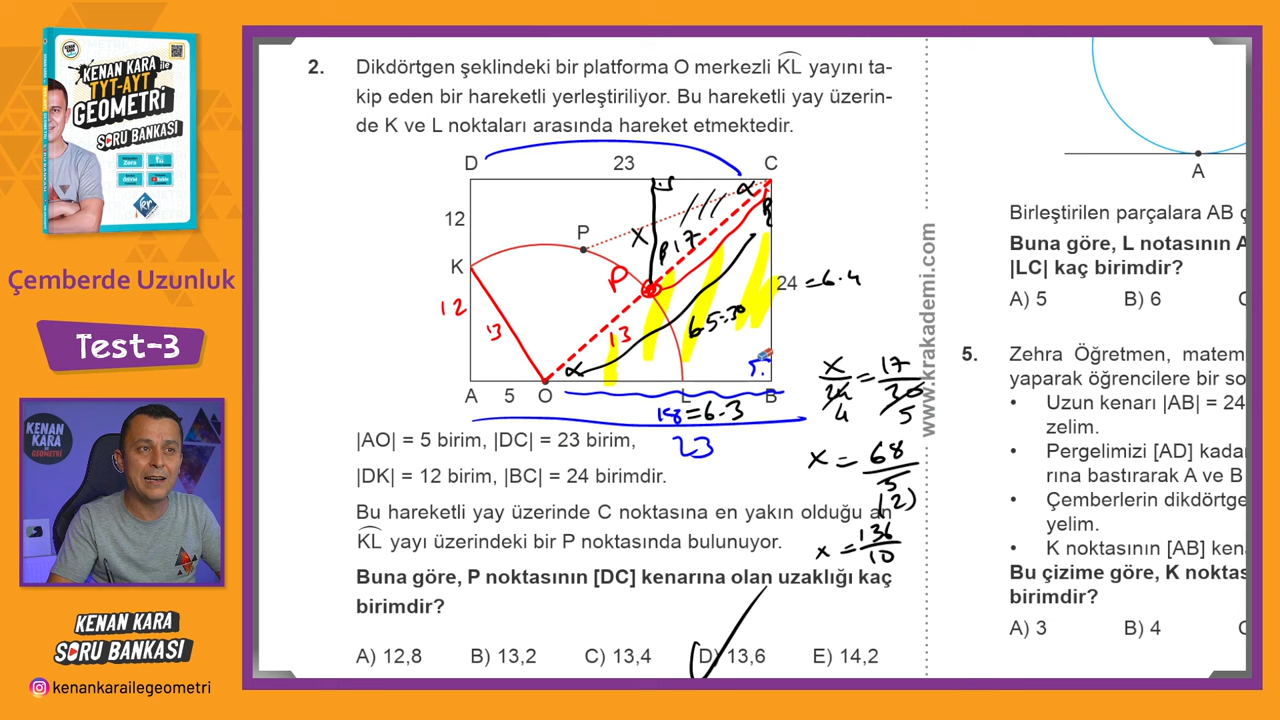 KENAN KARA ile
TYT-AYT
GEOMETRİ
SORU BANKASI
Çemberde Uzunluk
Test-3
KENAN KARA
SORU BANKASI
kenankarailegeometri
2. Dikdörtgen şeklindeki bir platforma O merkezli KL yayını ta-
kip eden bir hareketli yerleştiriliyor. Bu hareketli yay üzerin-
de K ve L noktaları arasında hareket etmektedir.
D 23 C
12
P
K
x
α
β
17
β
P
24 = 6.4
12
13
13
6.5=30
α
A 5 O L B
18=6.3
23
|AO| = 5 birim, |DC| = 23 birim,
|DK| = 12 birim, |BC| = 24 birimdir.
Bu hareketli yay üzerinde C noktasına en yakın olduğu an
KL yayı üzerindeki bir P noktasında bulunuyor.
Buna göre, P noktasının [DC] kenarına olan uzaklığı kaç
birimdir?
A) 12,8 B) 13,2 C) 13,4 D) 13,6 E) 14,2
x/24 = 17/30
4 5
x = 68/5
(2)
x = 136/10
www.krakademi.com
A
Birleştirilen parçalara AB ç
Buna göre, L notasının A
|LC| kaç birimdir?
A) 5 B) 6
5. Zehra Öğretmen, matem
yaparak öğrencilere bir so
• Uzun kenarı |AB| = 24
zelim.
• Pergelimizi [AD] kadar
rına bastırarak A ve B
• Çemberlerin dikdörtge
yelim.
• K noktasının [AB] ken
Bu çizime göre, K noktas
birimdir?
A) 3 B) 4